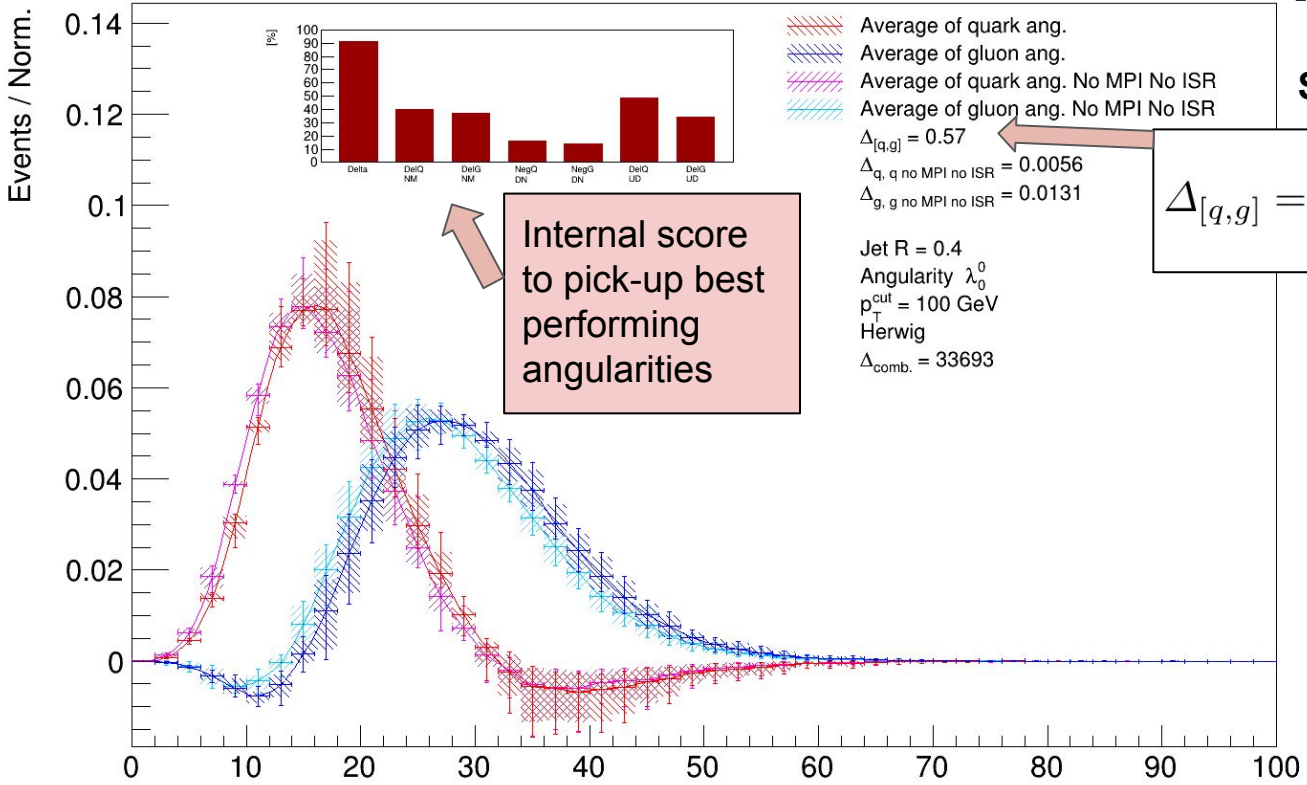 Events / Norm.
0.14
0.12
0.1
0.08
0.06
0.04
0.02
0
[%]
100
90
80
70
60
50
40
30
20
10
0
Delta
DelQ
NM
DelG
NM
NegQ
DN
NegG
DN
DelQ
UD
DelG
UD
Average of quark ang.
Average of gluon ang.
Average of quark ang. No MPI No ISR
Average of gluon ang. No MPI No ISR
Δ[q,g] = 0.57
Δq, q no MPI no ISR = 0.0056
Δg, g no MPI no ISR = 0.0131
Jet R = 0.4
Angularity λ⁰₀
pTcut = 100 GeV
Herwig
Δcomb. = 33693
Δ[q,g] =
Internal score
to pick-up best
performing
angularities
0 10 20 30 40 50 60 70 80 90 100